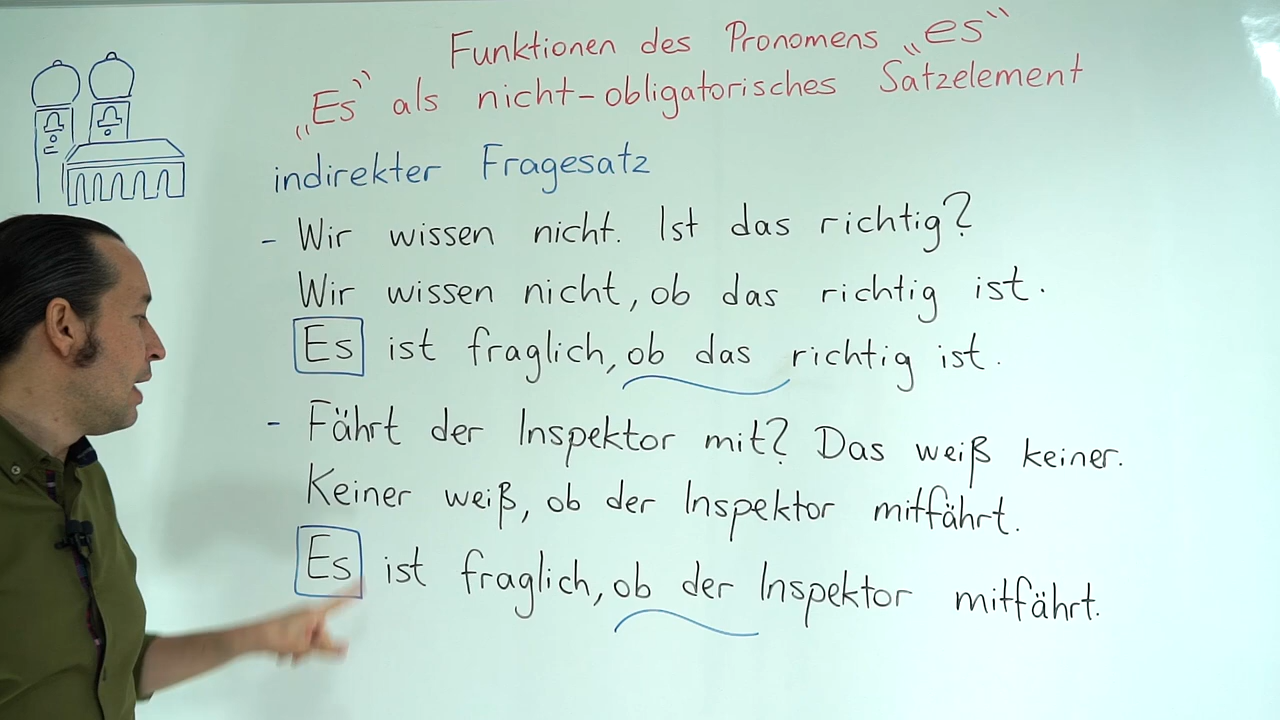 Funktionen des Pronomens „es“
„Es“ als nicht-obligatorisches Satzelement
indirekter Fragesatz
- Wir wissen nicht. Ist das richtig?
Wir wissen nicht, ob das richtig ist.
Es ist fraglich, ob das richtig ist.
- Fährt der Inspektor mit? Das weiß keiner.
Keiner weiß, ob der Inspektor mitfährt.
Es ist fraglich, ob der Inspektor mitfährt.